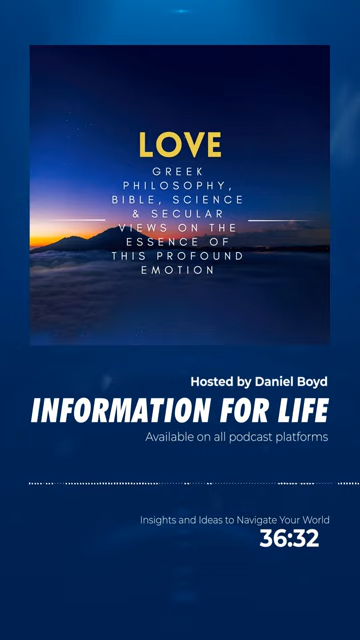 LOVE
GREEK
PHILOSOPHY,
BIBLE, SCIENCE
& SECULAR
VIEWS ON THE
ESSENCE OF
THIS PROFOUND
EMOTION
Hosted by Daniel Boyd
INFORMATION FOR LIFE
Available on all podcast platforms
Insights and Ideas to Navigate Your World
36:32